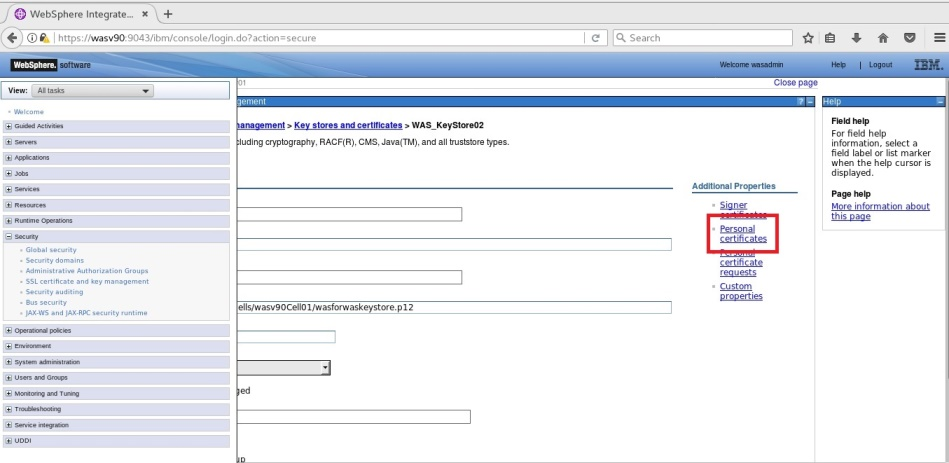 WebSphere Integrate...
https://wasv90:9043/ibm/console/login.do?action=secure
Search
WebSphere. software
Welcome wasadmin
Help | Logout
IBM.
View: All tasks
Welcome
Guided Activities
Servers
Applications
Jobs
Services
Resources
Runtime Operations
Security
Global security
Security domains
Administrative Authorization Groups
SSL certificate and key management
Security auditing
Bus security
JAX-WS and JAX-RPC security runtime
Operational policies
Environment
System administration
Users and Groups
Monitoring and Tuning
Troubleshooting
Service integration
UDDI
01
Close page
gement
? -
anagement > Key stores and certificates > WAS_KeyStore02
cluding cryptography, RACF(R), CMS, Java(TM), and all truststore types.
ells/wasv90Cell01/wasforwaskeystore.p12
ged
up
Additional Properties
Signer
certificates
Personal
certificates
Personal
certificate
requests
Custom
properties
Help
Field help
For field help
information, select a
field label or list marker
when the help cursor is
displayed.
Page help
More information about
this page